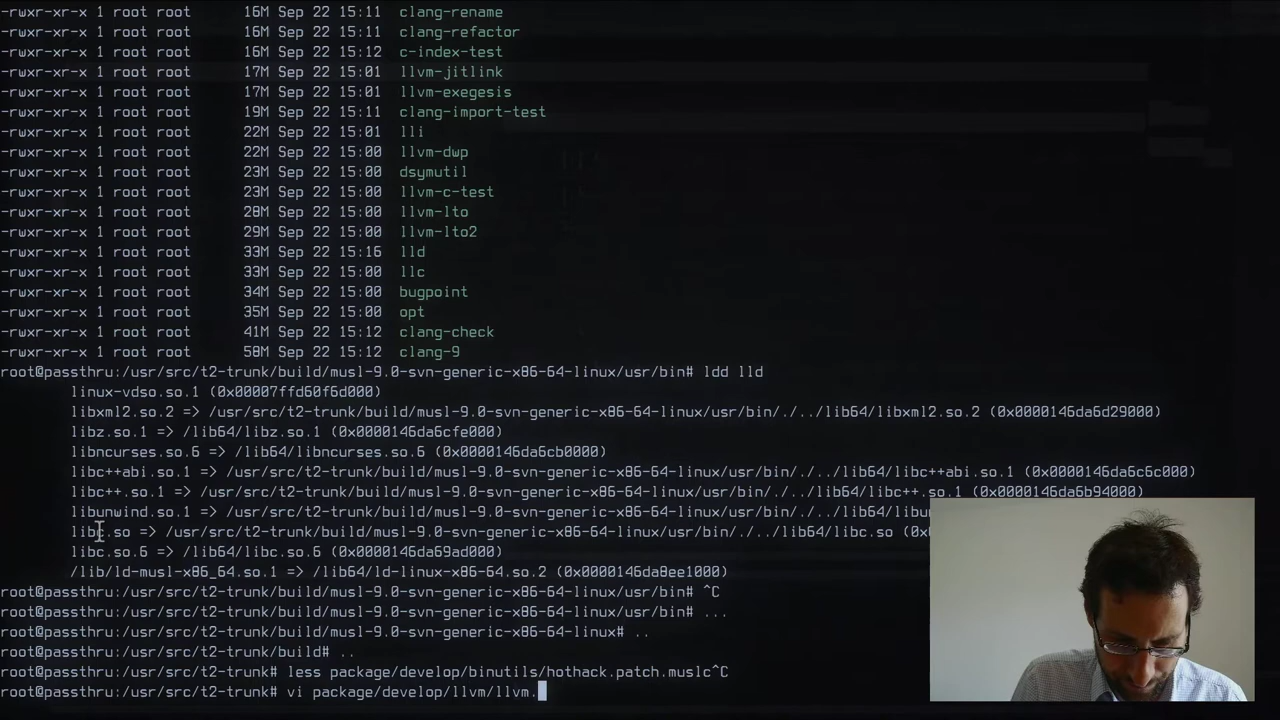 -rwxr-xr-x 1 root root 16M Sep 22 15:11 clang-rename
-rwxr-xr-x 1 root root 16M Sep 22 15:11 clang-refactor
-rwxr-xr-x 1 root root 16M Sep 22 15:12 c-index-test
-rwxr-xr-x 1 root root 17M Sep 22 15:01 llvm-jitlink
-rwxr-xr-x 1 root root 17M Sep 22 15:01 llvm-exegesis
-rwxr-xr-x 1 root root 19M Sep 22 15:11 clang-import-test
-rwxr-xr-x 1 root root 22M Sep 22 15:01 lli
-rwxr-xr-x 1 root root 22M Sep 22 15:00 llvm-dwp
-rwxr-xr-x 1 root root 23M Sep 22 15:00 dsymutil
-rwxr-xr-x 1 root root 23M Sep 22 15:00 llvm-c-test
-rwxr-xr-x 1 root root 28M Sep 22 15:00 llvm-lto
-rwxr-xr-x 1 root root 29M Sep 22 15:00 llvm-lto2
-rwxr-xr-x 1 root root 33M Sep 22 15:16 lld
-rwxr-xr-x 1 root root 33M Sep 22 15:00 llc
-rwxr-xr-x 1 root root 34M Sep 22 15:00 bugpoint
-rwxr-xr-x 1 root root 35M Sep 22 15:00 opt
-rwxr-xr-x 1 root root 41M Sep 22 15:12 clang-check
-rwxr-xr-x 1 root root 58M Sep 22 15:12 clang-9
root@passthru:/usr/src/t2-trunk/build/musl-9.0-svn-generic-x86-64-linux/usr/bin# ldd lld
linux-vdso.so.1 (0x00007ffd60f6d000)
libxml2.so.2 => /usr/src/t2-trunk/build/musl-9.0-svn-generic-x86-64-linux/usr/bin/./../lib64/libxml2.so.2 (0x0000146da6d29000)
libz.so.1 => /lib64/libz.so.1 (0x0000146da6cfe000)
libncurses.so.6 => /lib64/libncurses.so.6 (0x0000146da6cb0000)
libc++abi.so.1 => /usr/src/t2-trunk/build/musl-9.0-svn-generic-x86-64-linux/usr/bin/./../lib64/libc++abi.so.1 (0x0000146da6c6c000)
libc++.so.1 => /usr/src/t2-trunk/build/musl-9.0-svn-generic-x86-64-linux/usr/bin/./../lib64/libc++.so.1 (0x0000146da6b94000)
libunwind.so.1 => /usr/src/t2-trunk/build/musl-9.0-svn-generic-x86-64-linux/usr/bin/./../lib64/libunwind.so.1
libc.so => /usr/src/t2-trunk/build/musl-9.0-svn-generic-x86-64-linux/usr/bin/./../lib64/libc.so (0x
libc.so.6 => /lib64/libc.so.6 (0x0000146da69ad000)
/lib/ld-musl-x86_64.so.1 => /lib64/ld-linux-x86-64.so.2 (0x0000146da8ee1000)
root@passthru:/usr/src/t2-trunk/build/musl-9.0-svn-generic-x86-64-linux/usr/bin# ^C
root@passthru:/usr/src/t2-trunk/build/musl-9.0-svn-generic-x86-64-linux/usr/bin# ...
root@passthru:/usr/src/t2-trunk/build/musl-9.0-svn-generic-x86-64-linux# ..
root@passthru:/usr/src/t2-trunk/build# ..
root@passthru:/usr/src/t2-trunk# less package/develop/binutils/hothack.patch.muslc^C
root@passthru:/usr/src/t2-trunk# vi package/develop/llvm/llvm.